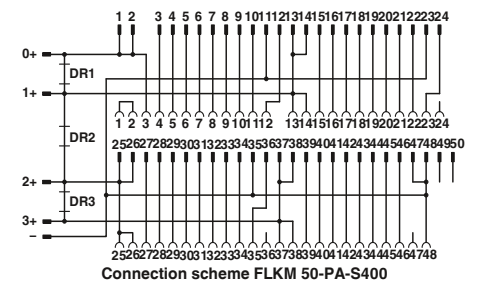 1 2 3 4 5 6 7 8 9 10 11 12 13 14 15 16 17 18 19 20 21 22 23 24
0+
DR1
1+
1 2 3 4 5 6 7 8 9 10 11 12 13 14 15 16 17 18 19 20 21 22 23 24
DR2
25 26 27 28 29 30 31 32 33 34 35 36 37 38 39 40 41 42 43 44 45 46 47 48 49 50
2+
DR3
3+
–
25 26 27 28 29 30 31 32 33 34 35 36 37 38 39 40 41 42 43 44 45 46 47 48
Connection scheme FLKM 50-PA-S400